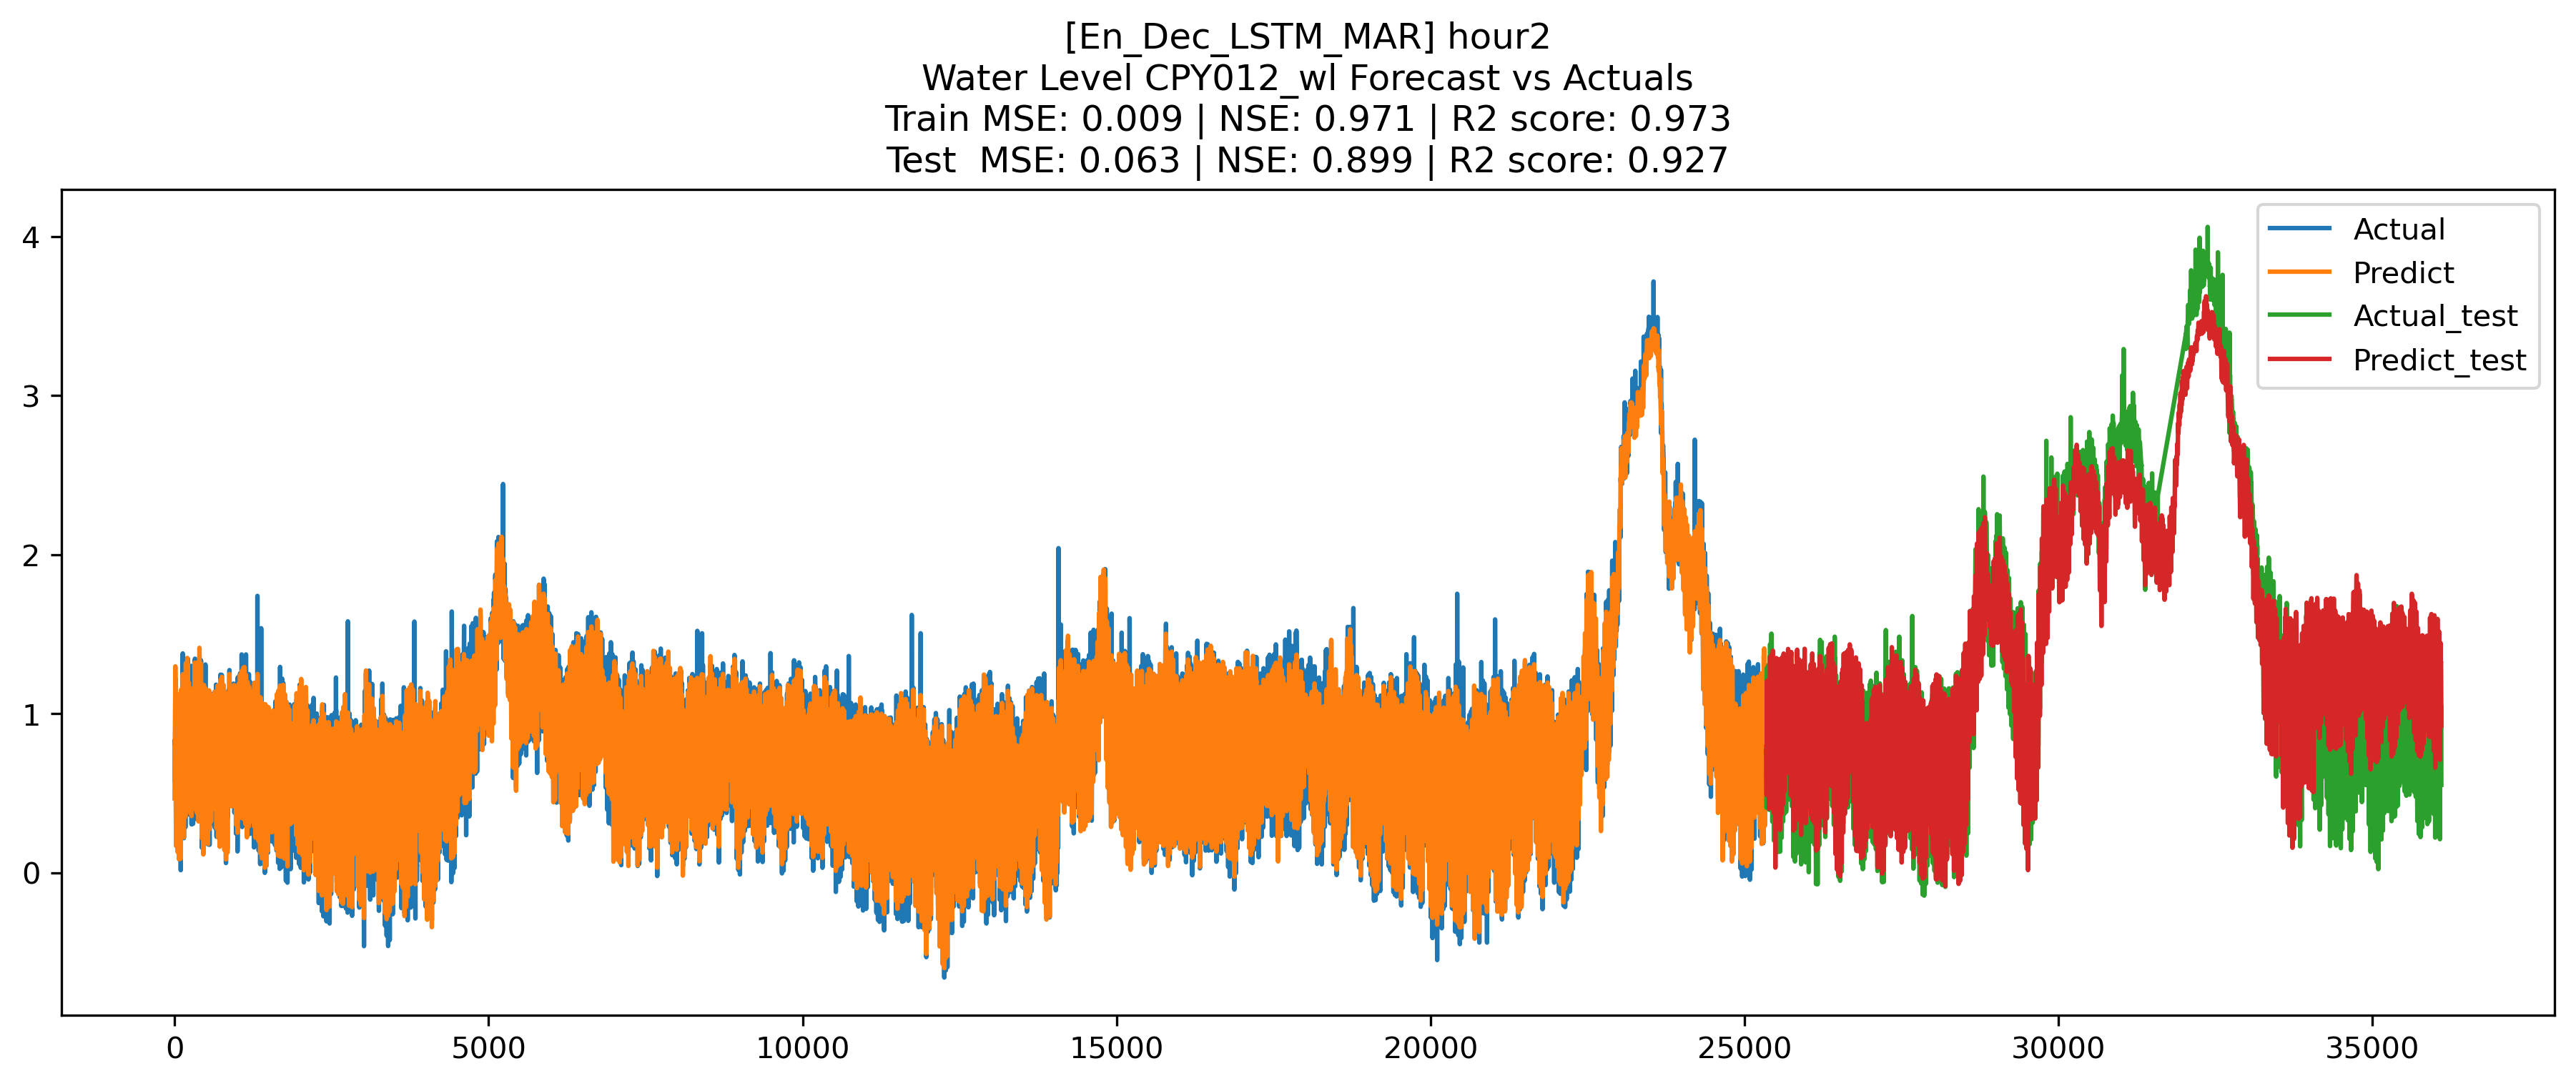 [En_Dec_LSTM_MAR] hour2
Water Level CPY012_wl Forecast vs Actuals
Train MSE: 0.009 | NSE: 0.971 | R2 score: 0.973
Test  MSE: 0.063 | NSE: 0.899 | R2 score: 0.927
4
3
2
1
0
Actual
Predict
Actual_test
Predict_test
0 5000 10000 15000 20000 25000 30000 35000